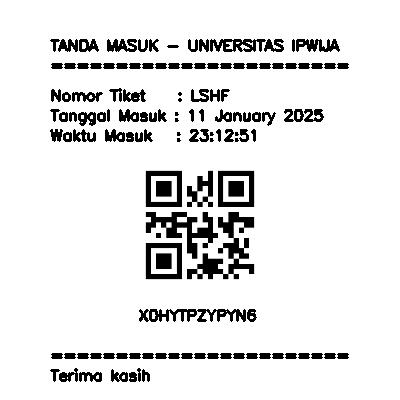 TANDA MASUK - UNIVERSITAS IPWIJA
=======================
Nomor Tiket : LSHF
Tanggal Masuk : 11 January 2025
Waktu Masuk : 23:12:51
X0HYTPZYPYN6
=======================
Terima kasih